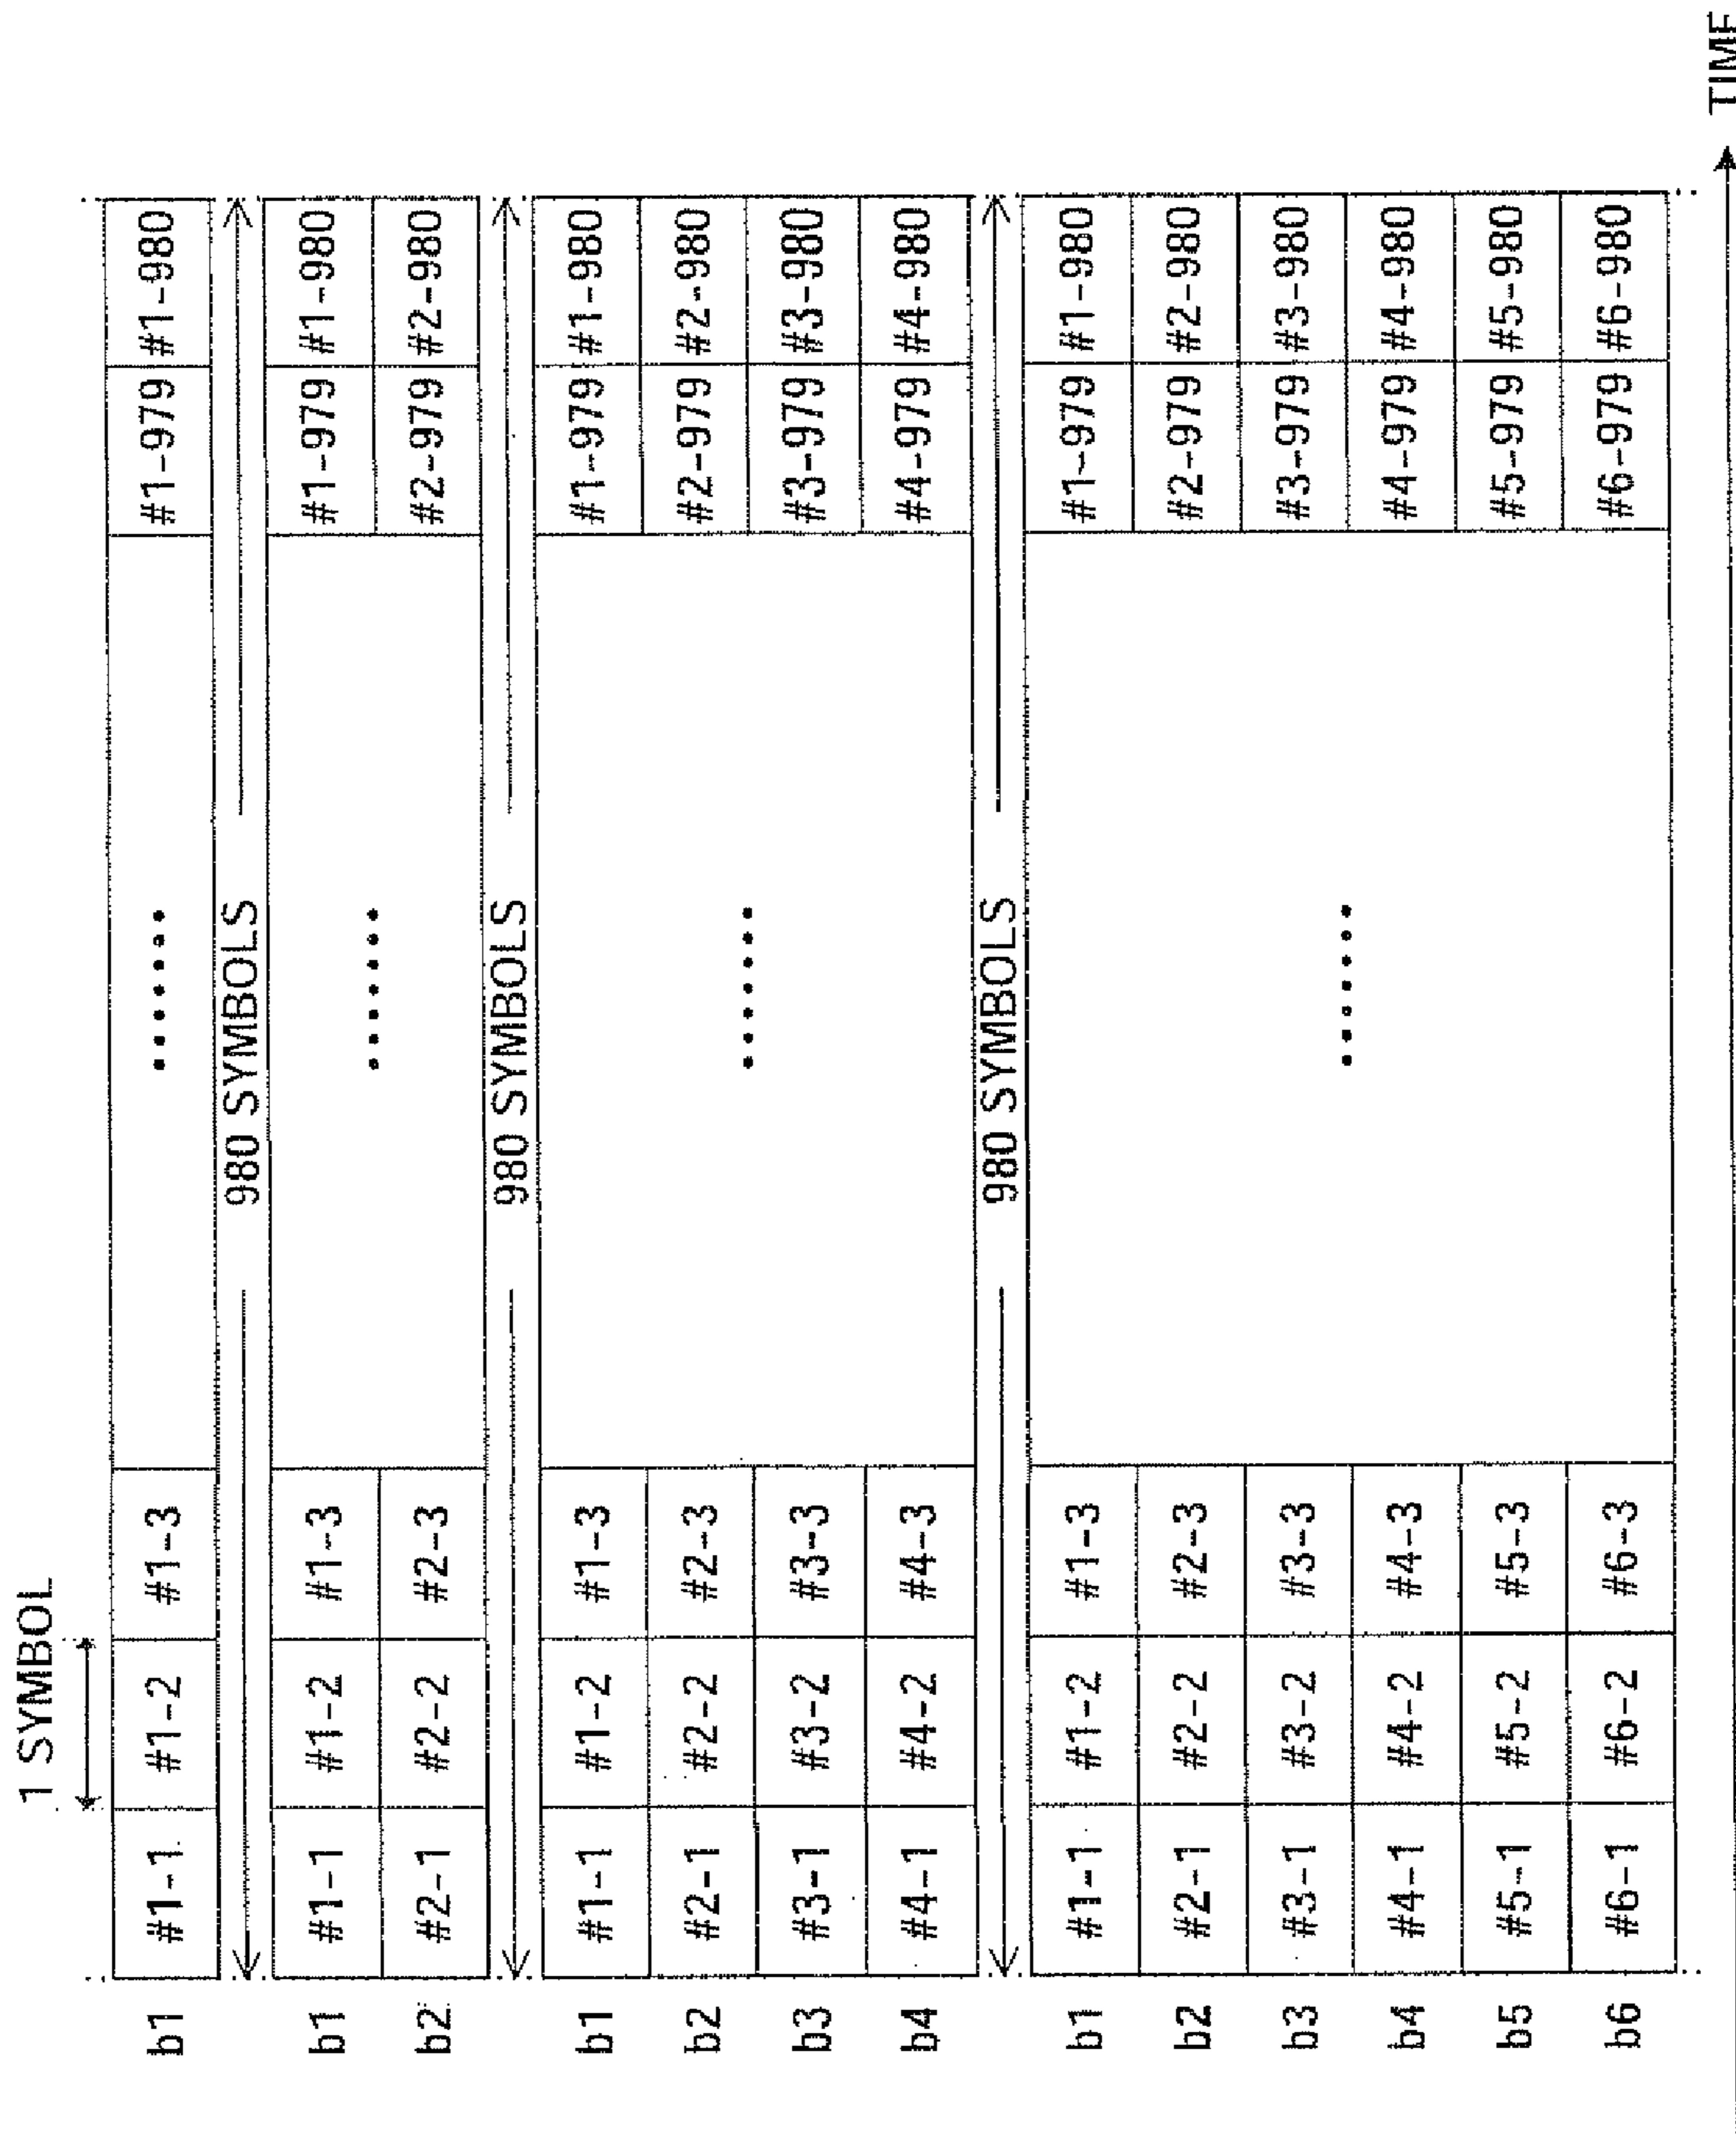 1 SYMBOL
b1 #1-1 #1-2 #1-3 ...... #1-979 #1-980
980 SYMBOLS
b1 #1-1 #1-2 #1-3 ...... #1-979 #1-980
b2 #2-1 #2-2 #2-3 #2-979 #2-980
980 SYMBOLS
b1 #1-1 #1-2 #1-3 ...... #1-979 #1-980
b2 #2-1 #2-2 #2-3 #2-979 #2-980
b3 #3-1 #3-2 #3-3 #3-979 #3-980
b4 #4-1 #4-2 #4-3 #4-979 #4-980
980 SYMBOLS
b1 #1-1 #1-2 #1-3 ...... #1-979 #1-980
b2 #2-1 #2-2 #2-3 #2-979 #2-980
b3 #3-1 #3-2 #3-3 #3-979 #3-980
b4 #4-1 #4-2 #4-3 #4-979 #4-980
b5 #5-1 #5-2 #5-3 #5-979 #5-980
b6 #6-1 #6-2 #6-3 #6-979 #6-980
TIME